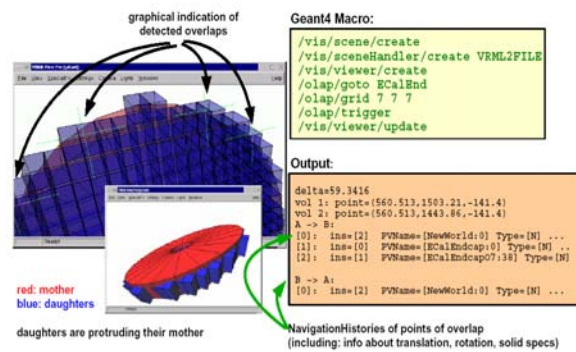 graphical indication of
detected overlaps
Geant4 Macro:
/vis/scene/create
/vis/sceneHandler/create VRML2FILE
/vis/viewer/create
/olap/goto ECalEnd
/olap/grid 7 7 7
/olap/trigger
/vis/viewer/update
Output:
delta=59.3416
vol 1: point=(560.513,1503.21,-141.4)
vol 2: point=(560.513,1443.86,-141.4)
A -> B:
[0]: ins=[2] PVName=[NewWorld:0] Type=[N] ...
[1]: ins=[0] PVName=[ECalEndcap:0] Type=[N] ..
[2]: ins=[1] PVName=[ECalEndcap07:38] Type=[N]
B -> A:
[0]: ins=[2] PVName=[NewWorld:0] Type=[N] ...
red: mother
blue: daughters
daughters are protruding their mother
NavigationHistories of points of overlap
(including: info about translation, rotation, solid specs)